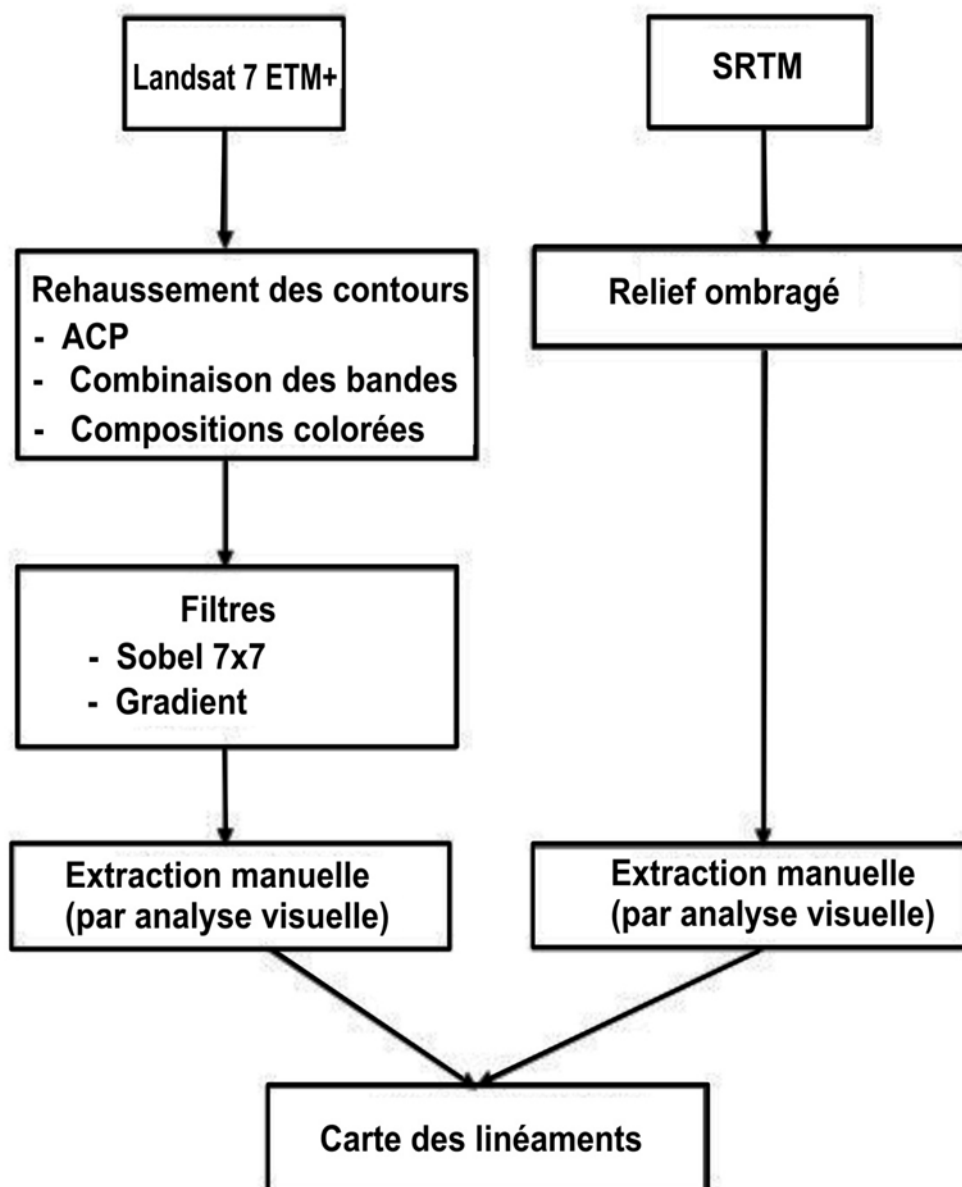 Landsat 7 ETM+
SRTM
Rehaussement des contours
- ACP
- Combinaison des bandes
- Compositions colorées
Relief ombragé
Filtres
- Sobel 7x7
- Gradient
Extraction manuelle
(par analyse visuelle)
Extraction manuelle
(par analyse visuelle)
Carte des linéaments